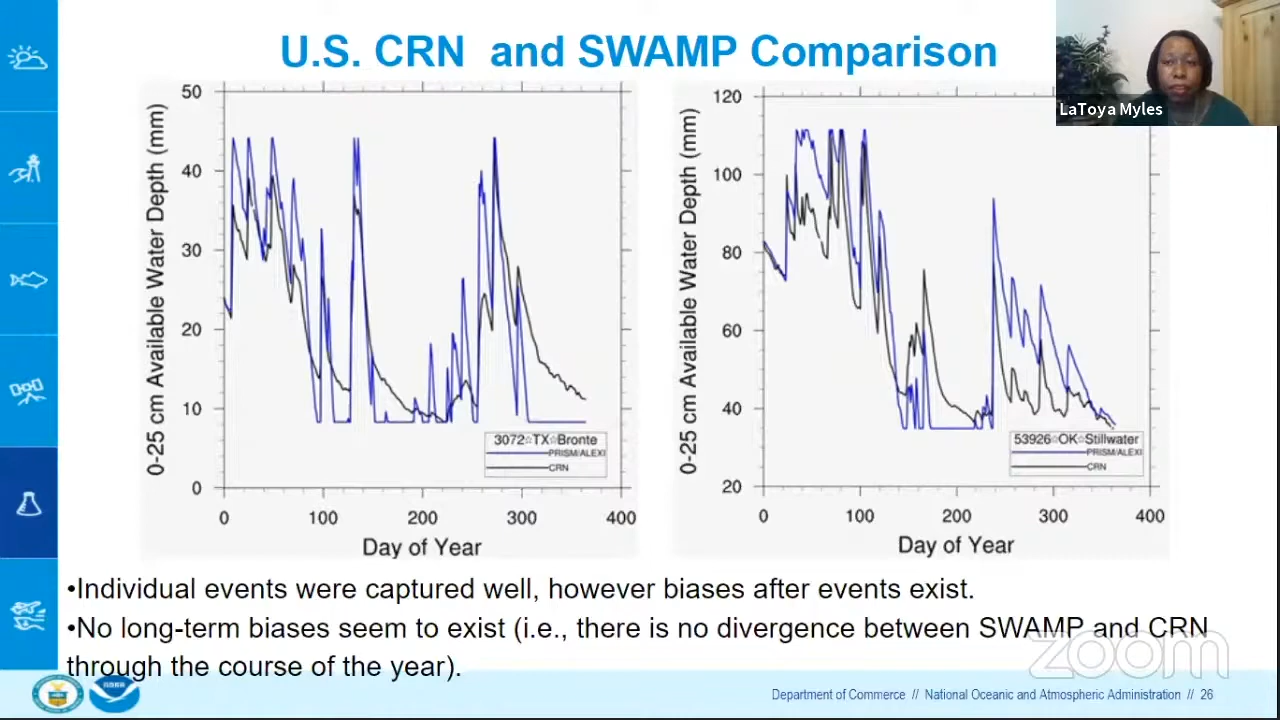 U.S. CRN and SWAMP Comparison
LaToya Myles
0-25 cm Available Water Depth (mm)
50
40
30
20
10
0
0 100 200 300 400
Day of Year
3072☆TX☆Bronte
PRISM/ALEXI
CRN
0-25 cm Available Water Depth (mm)
120
100
80
60
40
20
0 100 200 300 400
Day of Year
53926☆OK☆Stillwater
PRISM/ALEXI
CRN
•Individual events were captured well, however biases after events exist.
•No long-term biases seem to exist (i.e., there is no divergence between SWAMP and CRN
through the course of the year).
zoom
Department of Commerce // National Oceanic and Atmospheric Administration // 26